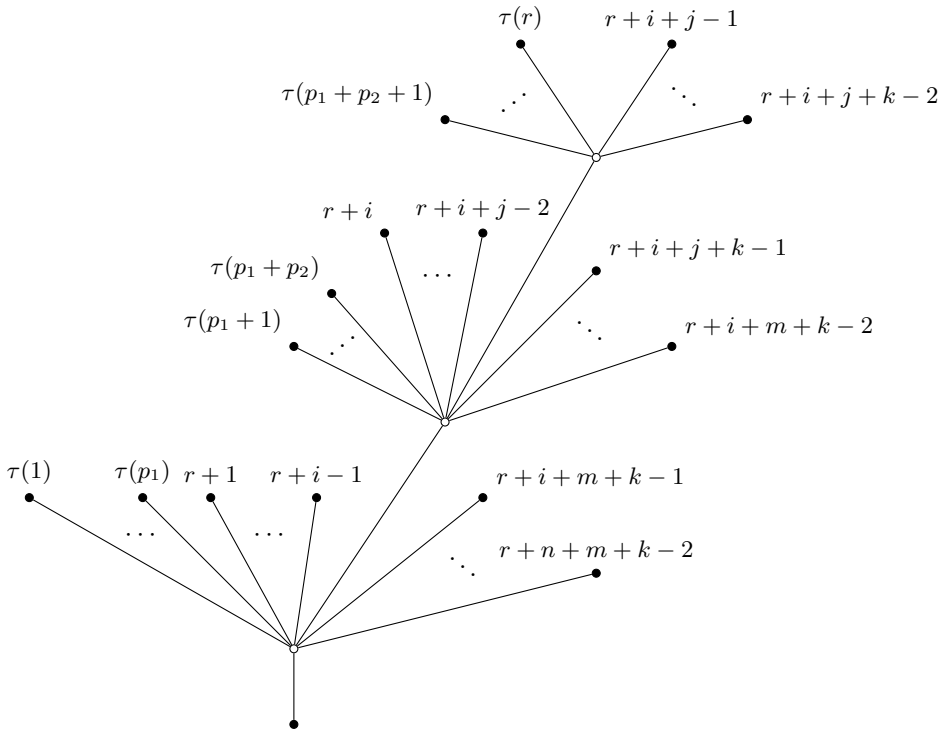 τ(r)
r + i + j − 1
τ(p₁ + p₂ + 1)
r + i + j + k − 2
r + i
r + i + j − 2
r + i + j + k − 1
τ(p₁ + p₂)
τ(p₁ + 1)
r + i + m + k − 2
τ(1)
τ(p₁)
r + 1
r + i − 1
r + i + m + k − 1
r + n + m + k − 2